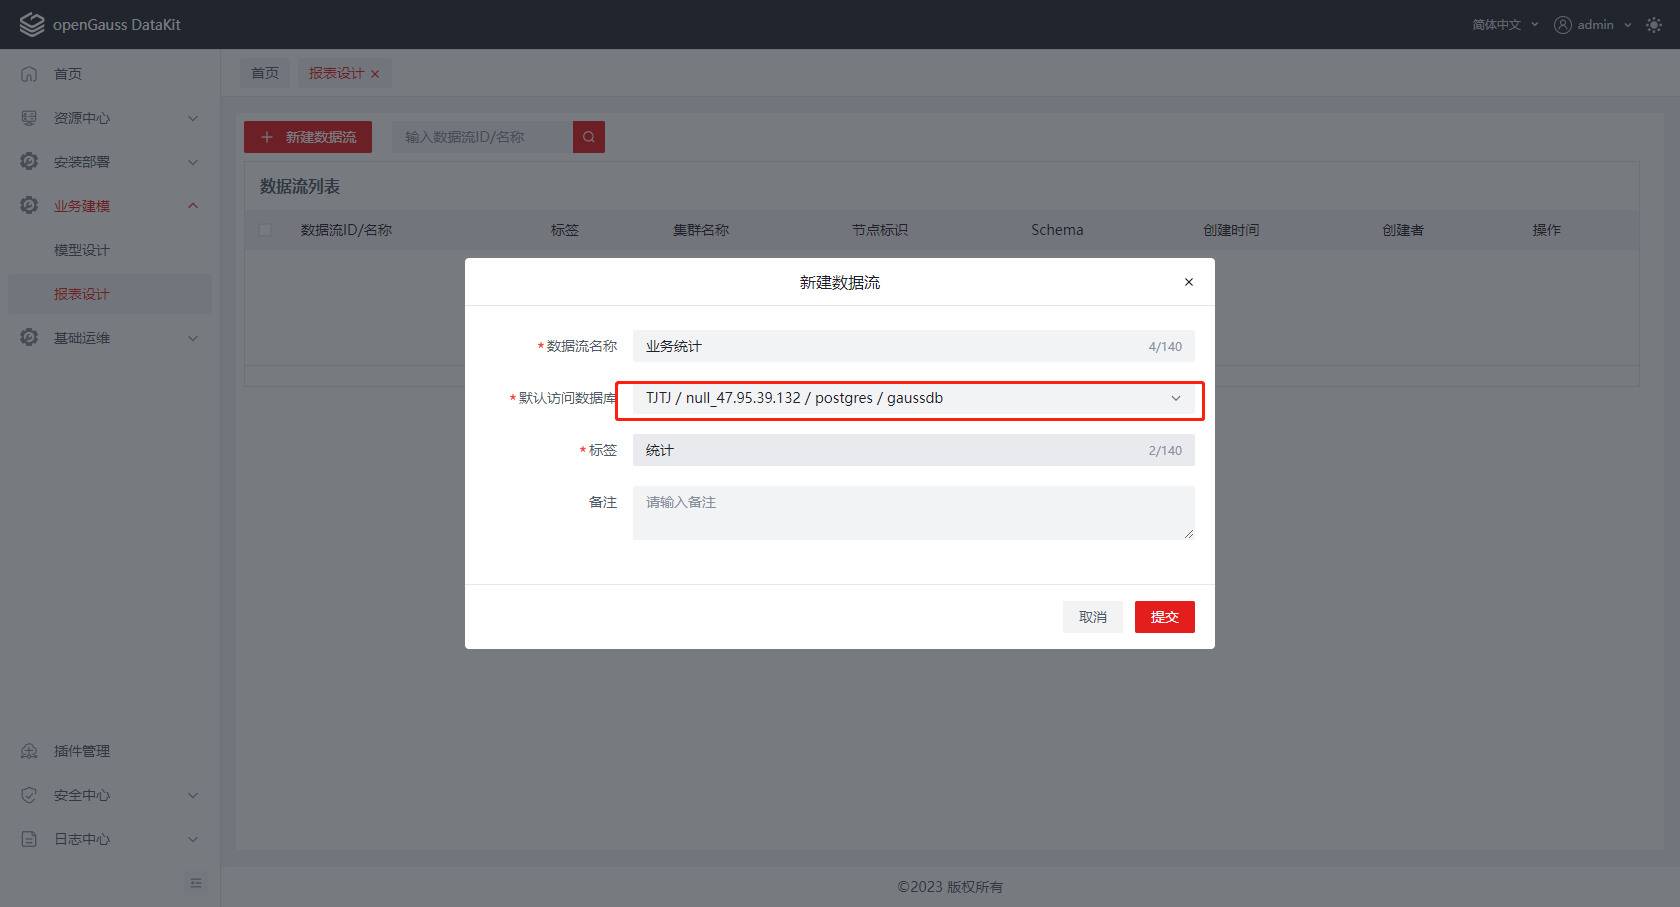 openGauss DataKit
简体中文
admin
首页
资源中心
安装部署
业务建模
模型设计
报表设计
基础运维
插件管理
安全中心
日志中心
首页
报表设计
新建数据流
输入数据流ID/名称
数据流列表
数据流ID/名称 标签 集群名称 节点标识 Schema 创建时间 创建者 操作
新建数据流
*数据流名称 业务统计 4/140
*默认访问数据库 TJTJ / null_47.95.39.132 / postgres / gaussdb
*标签 统计 2/140
备注 请输入备注
取消 提交
©2023 版权所有